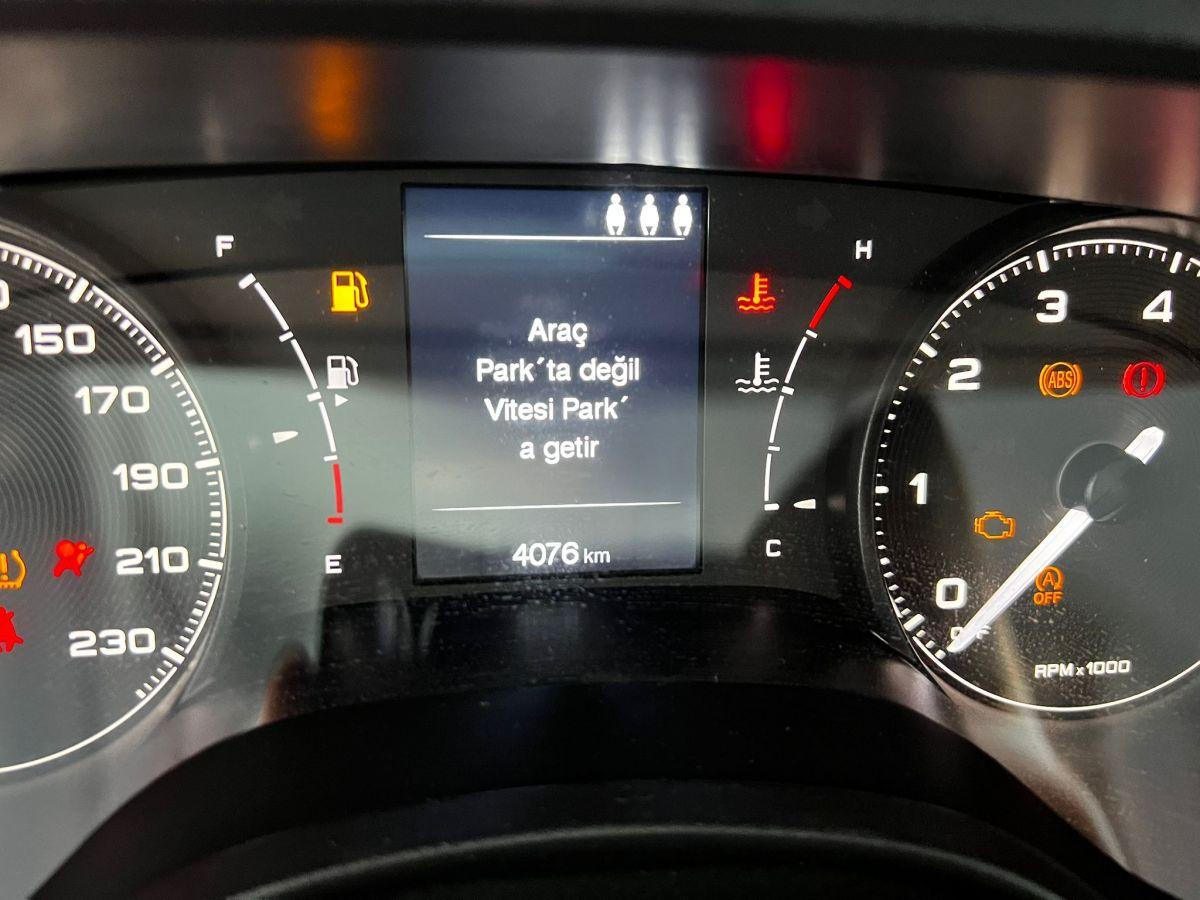 F
H
Araç
Park´ta değil
Vitesi Park´
a getir
4076 km
E
C
150
170
190
210
230
0
1
2
3
4
ABS
A
OFF
RPM x 1000